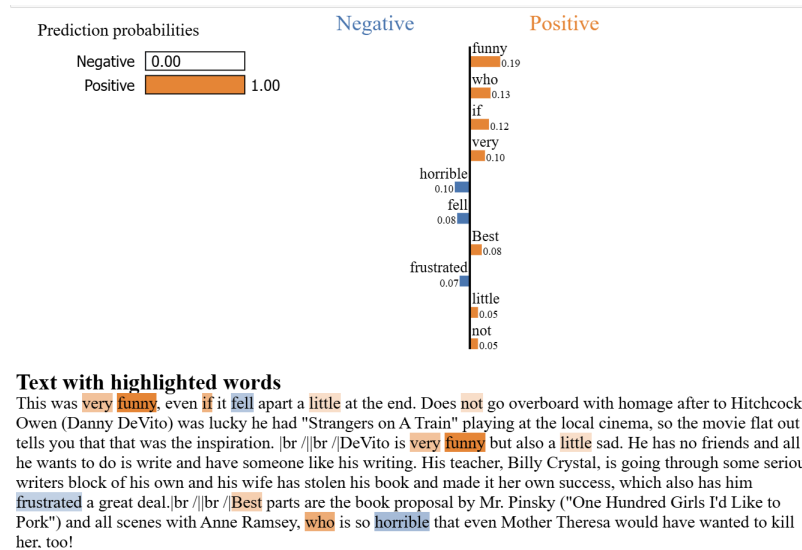 Prediction probabilities
Negative 0.00
Positive 1.00
Negative Positive
funny
0.19
who
0.13
if
0.12
very
0.10
horrible
0.10
fell
0.08
Best
0.08
frustrated
0.07
little
0.05
not
0.05
Text with highlighted words
This was very funny, even if it fell apart a little at the end. Does not go overboard with homage after to Hitchcock
Owen (Danny DeVito) was lucky he had "Strangers on A Train" playing at the local cinema, so the movie flat out
tells you that that was the inspiration. |br /||br /|DeVito is very funny but also a little sad. He has no friends and all
he wants to do is write and have someone like his writing. His teacher, Billy Crystal, is going through some seriou
writers block of his own and his wife has stolen his book and made it her own success, which also has him
frustrated a great deal.|br /||br /|Best parts are the book proposal by Mr. Pinsky ("One Hundred Girls I'd Like to
Pork") and all scenes with Anne Ramsey, who is so horrible that even Mother Theresa would have wanted to kill
her, too!